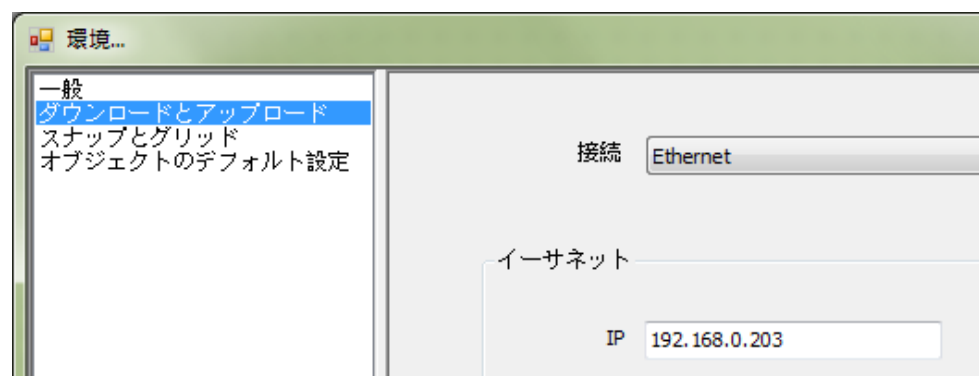 環境...
一般
ダウンロードとアップロード
スナップとグリッド
オブジェクトのデフォルト設定
接続 Ethernet
イーサネット
IP 192.168.0.203